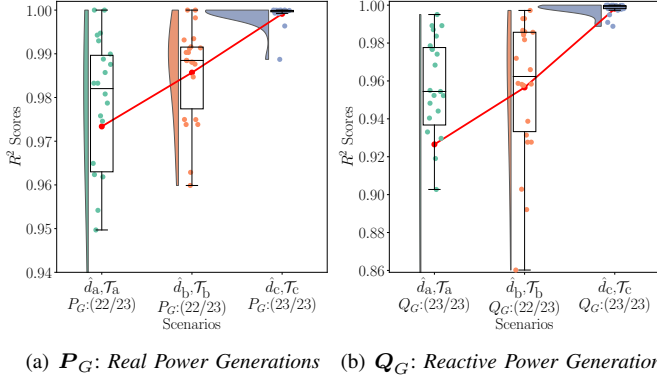 1.00
0.99
0.98
0.97
0.96
0.95
0.94
R² Scores
d̂a,𝒯a
d̂b,𝒯b
d̂c,𝒯c
PG:(22/23)
PG:(22/23)
PG:(23/23)
Scenarios
(a) PG: Real Power Generations
1.00
0.98
0.96
0.94
0.92
0.90
0.88
0.86
R² Scores
d̂a,𝒯a
d̂b,𝒯b
d̂c,𝒯c
QG:(23/23)
QG:(22/23)
QG:(23/23)
Scenarios
(b) QG: Reactive Power Generation